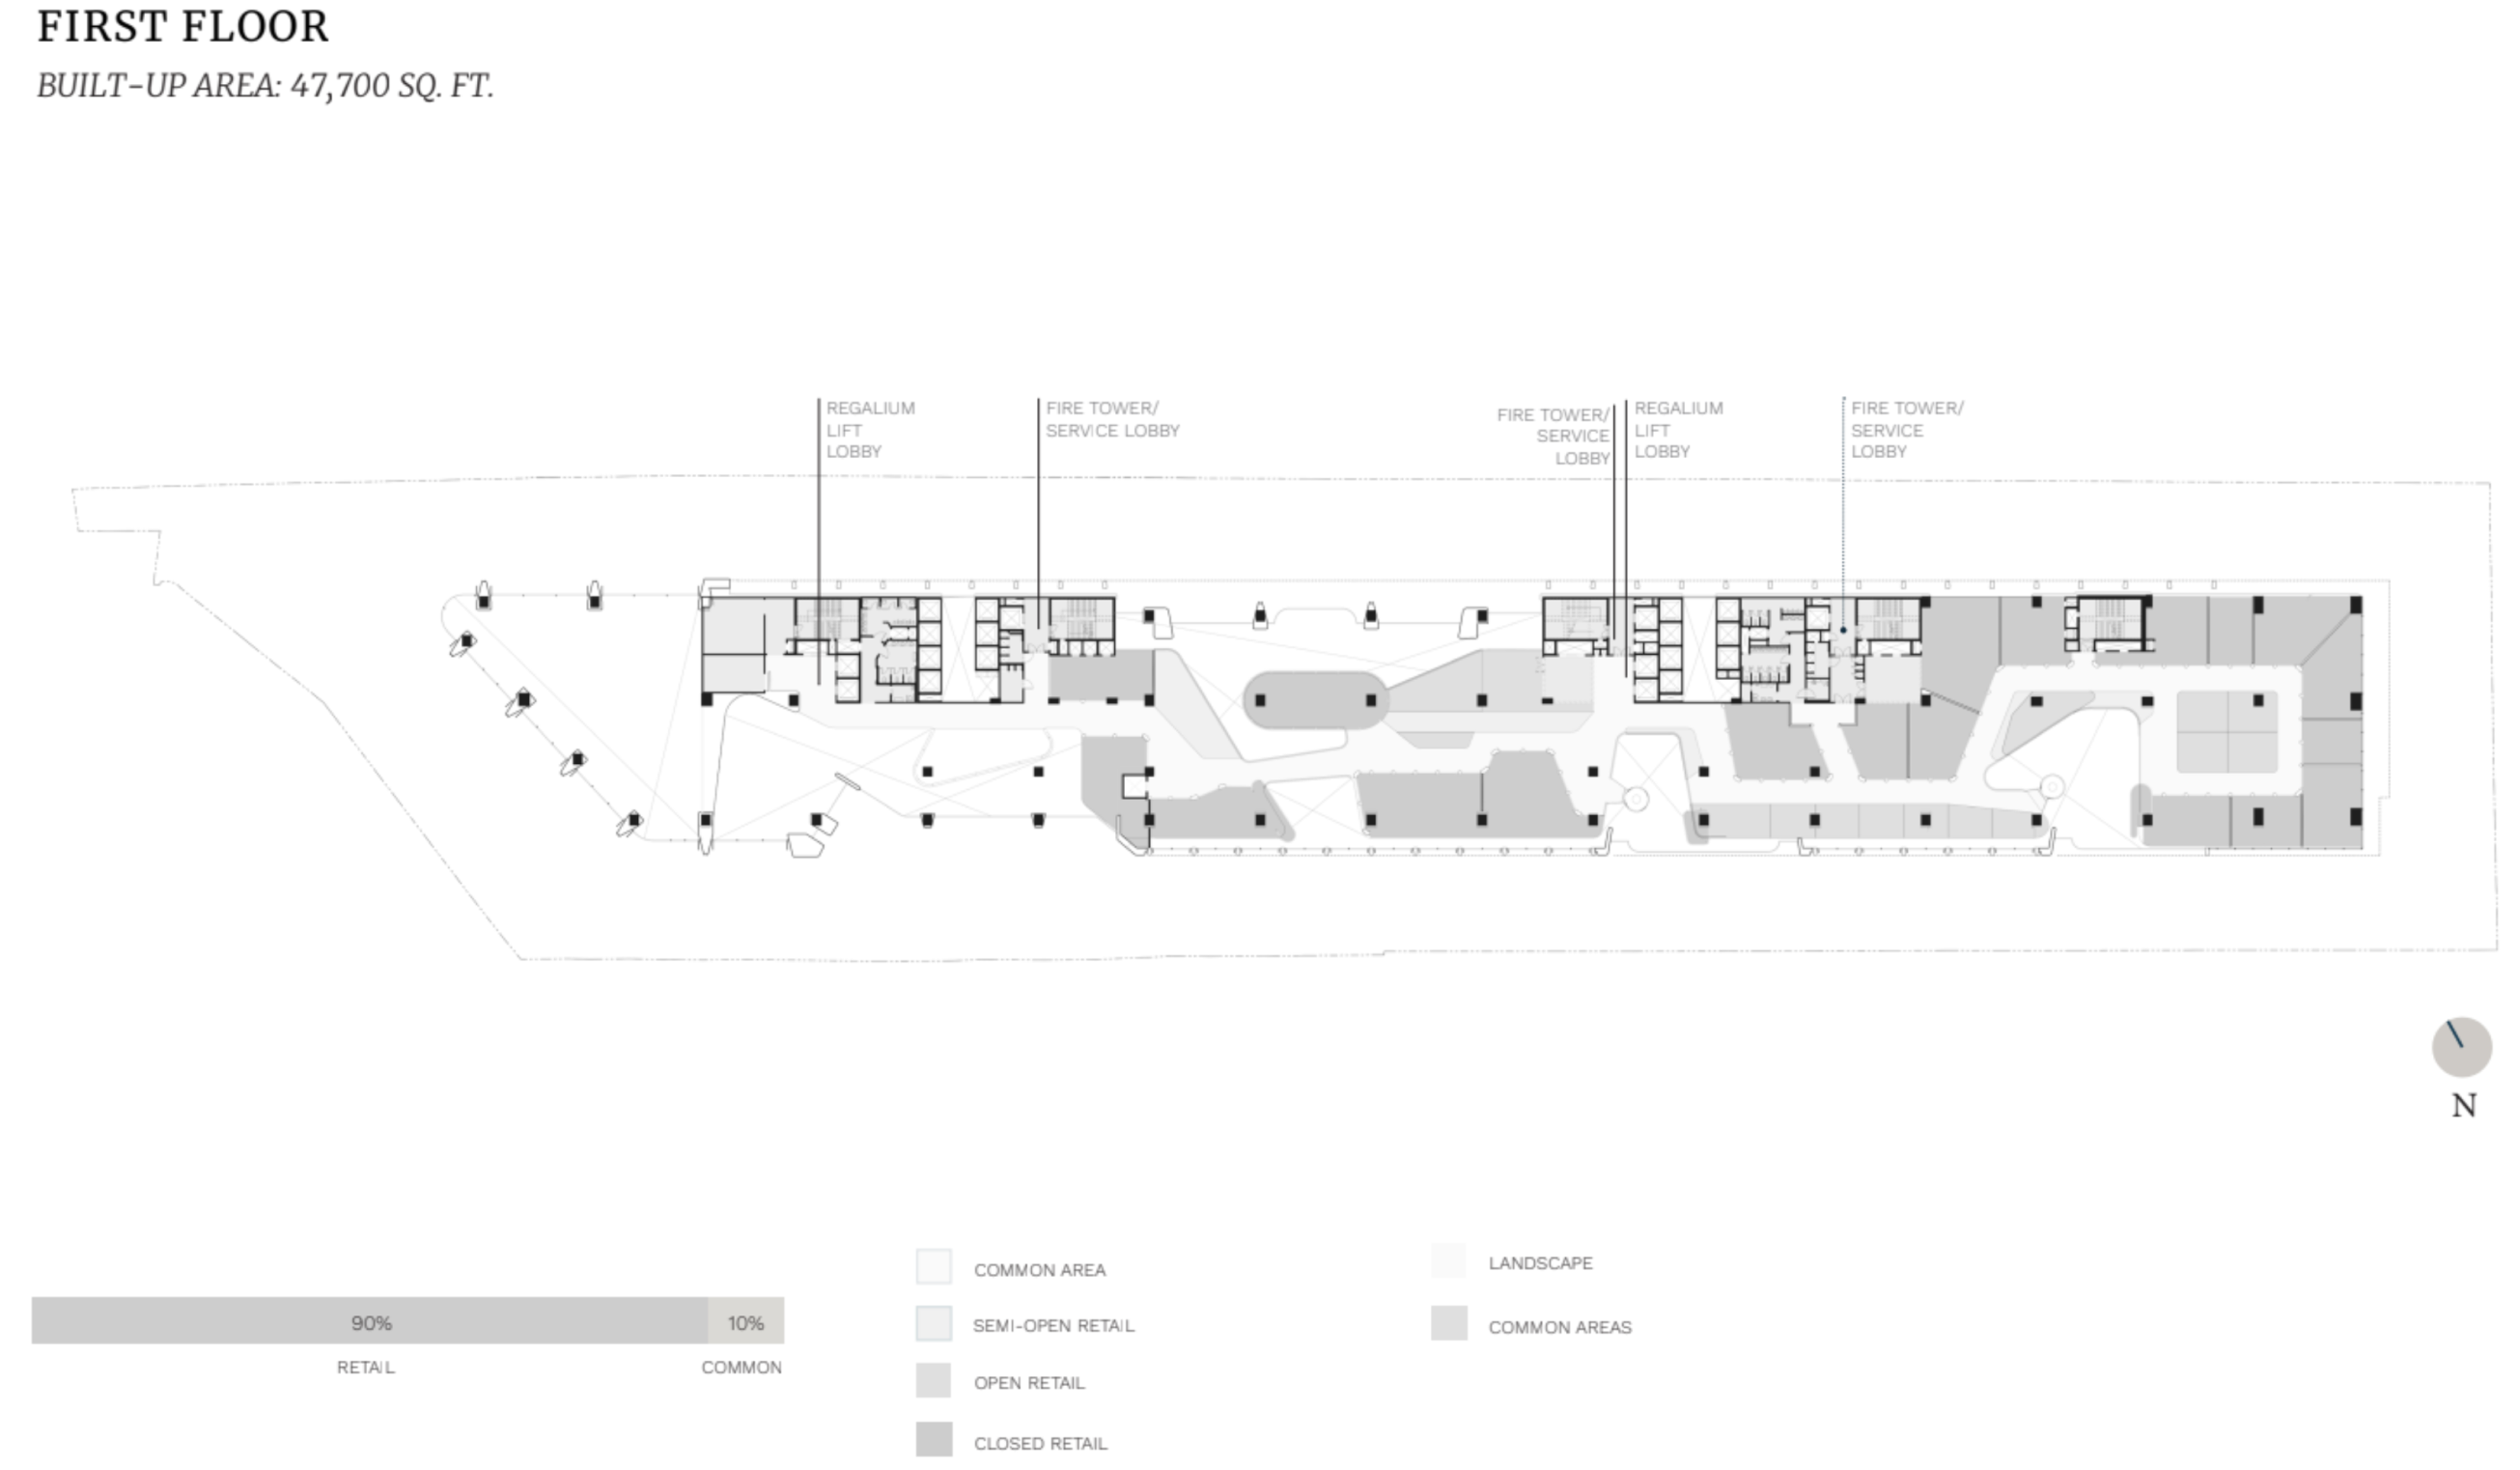 FIRST FLOOR
BUILT-UP AREA: 47,700 SQ. FT.
REGALIUM
LIFT
LOBBY
FIRE TOWER/
SERVICE LOBBY
FIRE TOWER/
SERVICE
LOBBY
REGALIUM
LIFT
LOBBY
FIRE TOWER/
SERVICE
LOBBY
N
90%
10%
RETAIL
COMMON
COMMON AREA
SEMI-OPEN RETAIL
OPEN RETAIL
CLOSED RETAIL
LANDSCAPE
COMMON AREAS